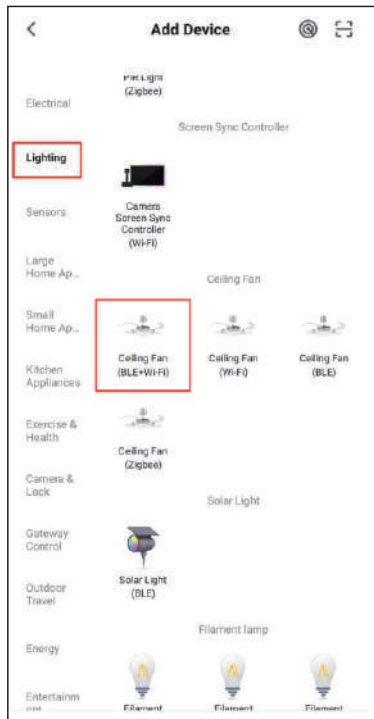 Add Device
Electrical
Lighting
Sensors
Large
Home Ap...
Small
Home Ap...
Kitchen
Appliances
Exercise &
Health
Camera &
Lock
Gateway
Control
Outdoor
Travel
Energy
Entertainm
PIR Light
(Zigbee)
Screen Sync Controller
Camera
Screen Sync
Controller
(Wi-Fi)
Ceiling Fan
Ceiling Fan
(BLE+Wi-Fi)
Ceiling Fan
(Wi-Fi)
Ceiling Fan
(BLE)
Ceiling Fan
(Zigbee)
Solar Light
Solar Light
(BLE)
Filament lamp
Filament
Filament
Filament